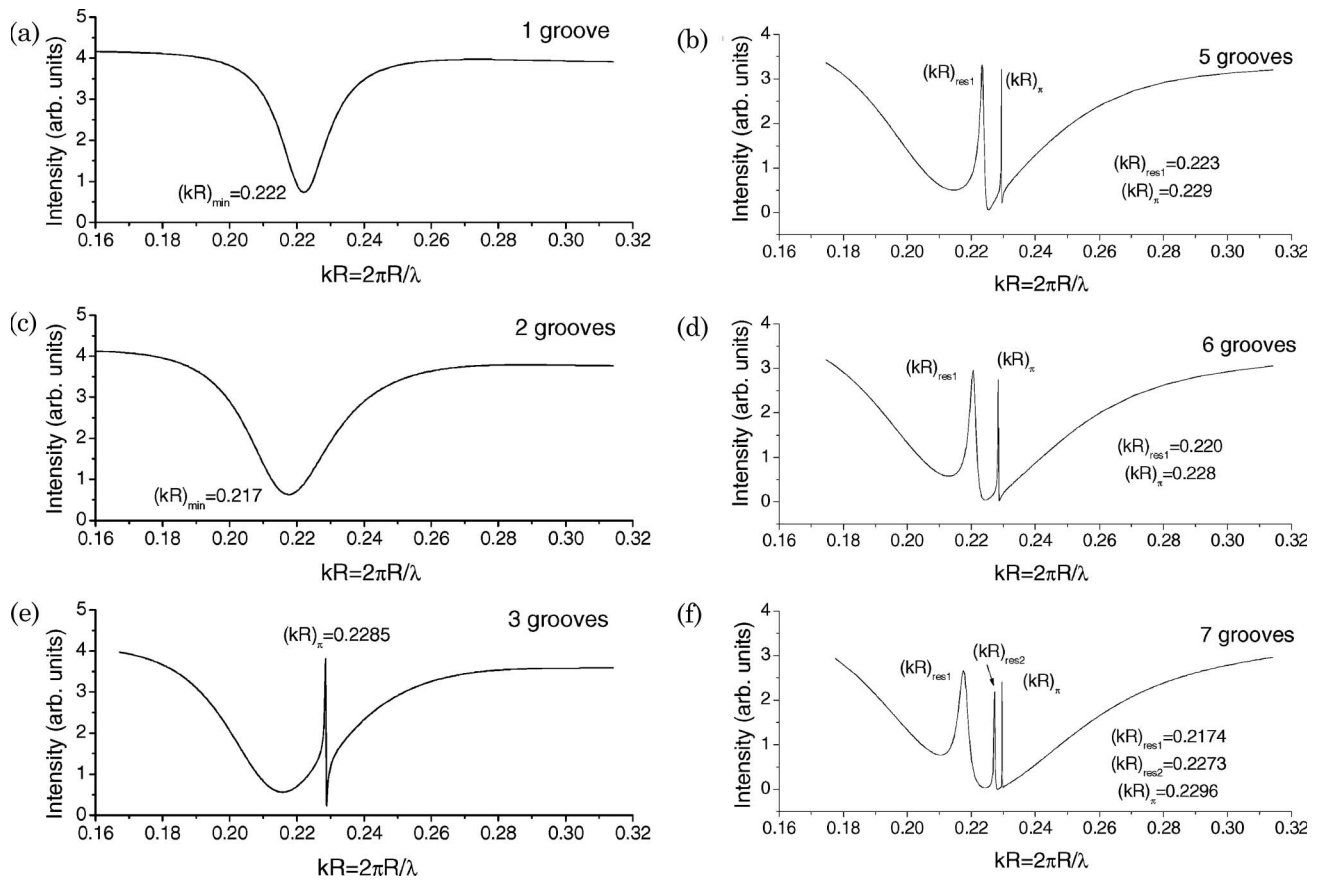 (a)
1 groove
Intensity (arb. units)
5
4
3
2
1
0
(kR)min=0.222
0.16 0.18 0.20 0.22 0.24 0.26 0.28 0.30 0.32
kR=2πR/λ
(b)
5 grooves
Intensity (arb. units)
4
3
2
1
0
(kR)res1
(kR)π
(kR)res1=0.223
(kR)π=0.229
0.16 0.18 0.20 0.22 0.24 0.26 0.28 0.30 0.32
kR=2πR/λ
(c)
2 grooves
Intensity (arb. units)
5
4
3
2
1
0
(kR)min=0.217
0.16 0.18 0.20 0.22 0.24 0.26 0.28 0.30 0.32
kR=2πR/λ
(d)
6 grooves
Intensity (arb. units)
4
3
2
1
0
(kR)res1
(kR)π
(kR)res1=0.220
(kR)π=0.228
0.16 0.18 0.20 0.22 0.24 0.26 0.28 0.30 0.32
kR=2πR/λ
(e)
3 grooves
Intensity (arb. units)
5
4
3
2
1
0
(kR)π=0.2285
0.16 0.18 0.20 0.22 0.24 0.26 0.28 0.30 0.32
kR=2πR/λ
(f)
7 grooves
Intensity (arb. units)
4
3
2
1
0
(kR)res1
(kR)res2
(kR)π
(kR)res1=0.2174
(kR)res2=0.2273
(kR)π=0.2296
0.16 0.18 0.20 0.22 0.24 0.26 0.28 0.30 0.32
kR=2πR/λ